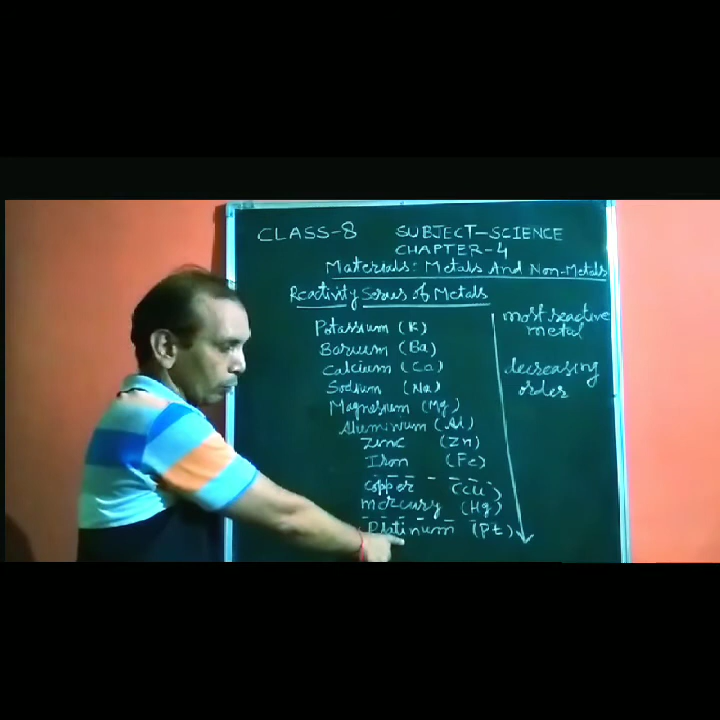 CLASS-8 SUBJECT-SCIENCE
CHAPTER-4
Materials: Metals And Non-Metals
Reactivity Series of Metals
Potassium (K)
Barium (Ba)
Calcium (Ca)
Sodium (Na)
Magnesium (Mg)
Aluminium (Al)
Zinc (Zn)
Iron (Fe)
Copper (Cu)
mercury (Hg)
Platinum (Pt)
most reactive
metal
decreasing
order